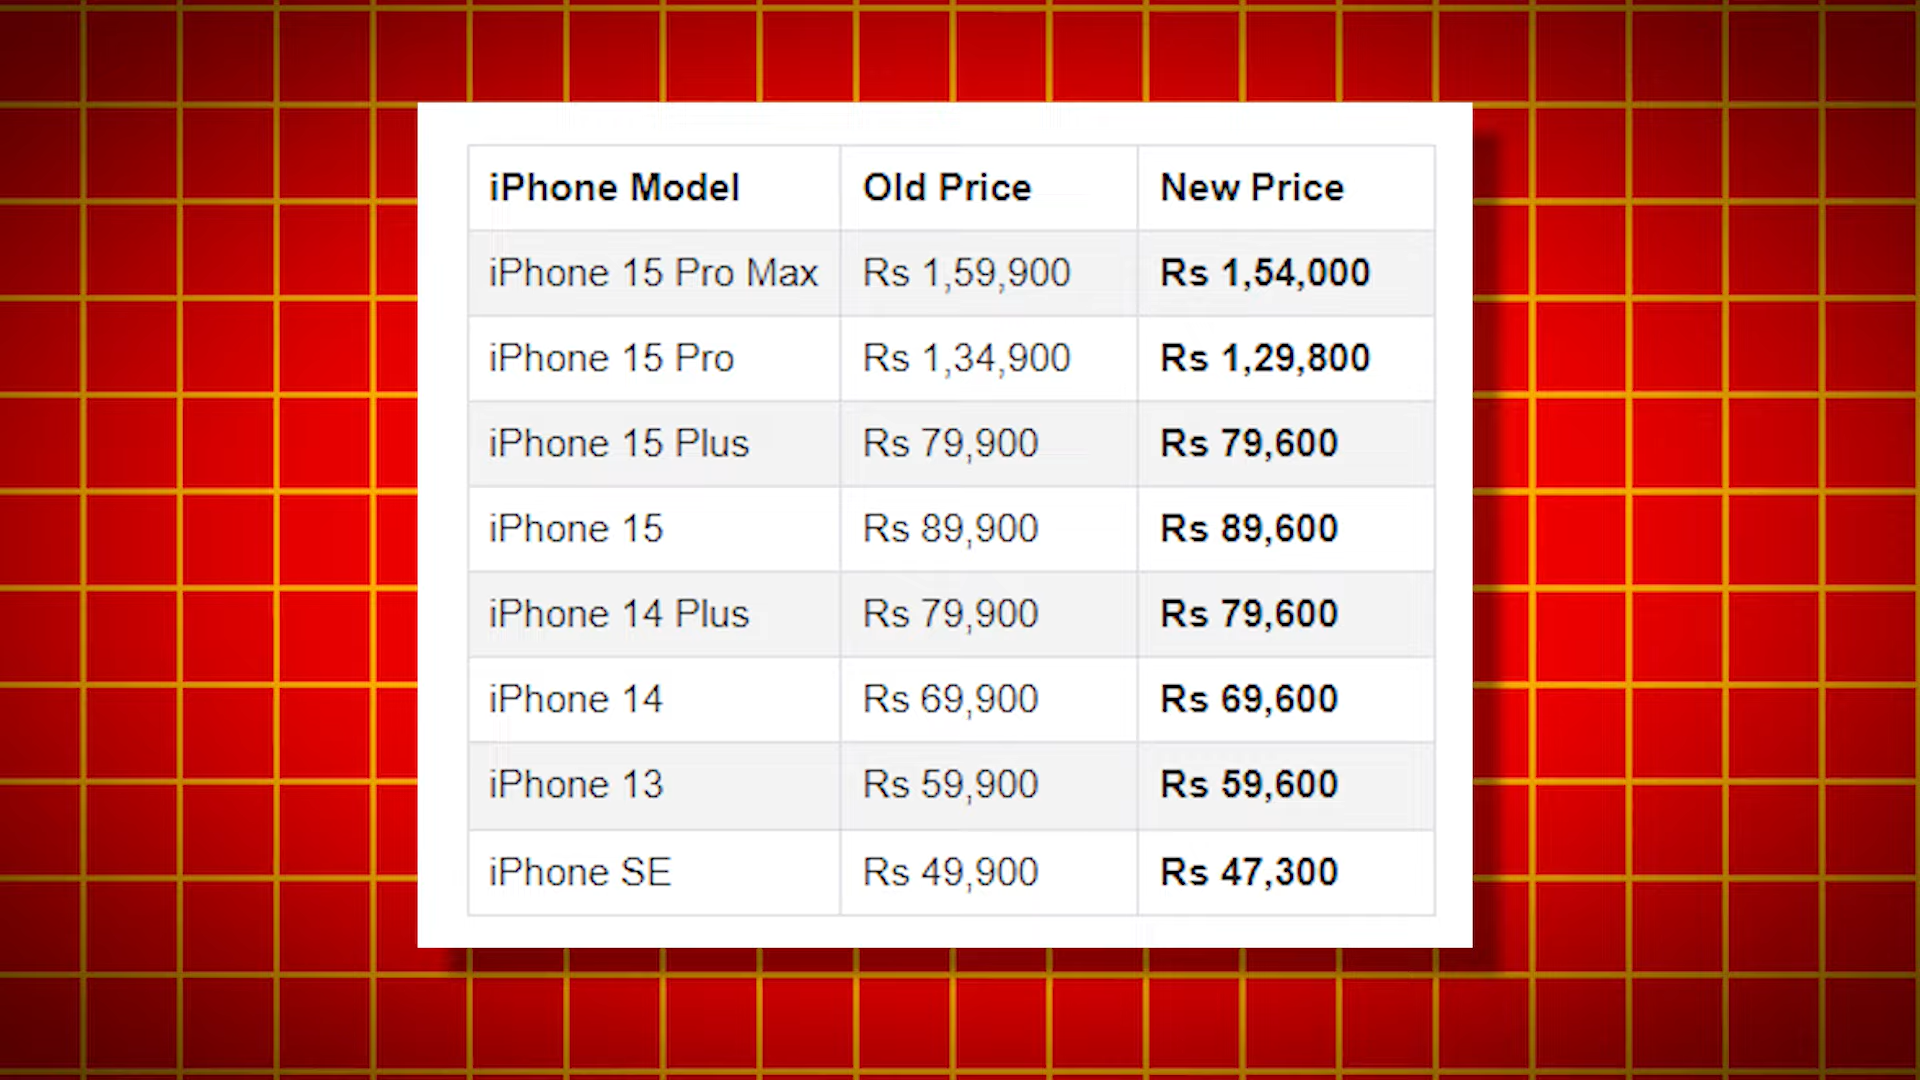 iPhone Model Old Price New Price
iPhone 15 Pro Max Rs 1,59,900 Rs 1,54,000
iPhone 15 Pro Rs 1,34,900 Rs 1,29,800
iPhone 15 Plus Rs 79,900 Rs 79,600
iPhone 15 Rs 89,900 Rs 89,600
iPhone 14 Plus Rs 79,900 Rs 79,600
iPhone 14 Rs 69,900 Rs 69,600
iPhone 13 Rs 59,900 Rs 59,600
iPhone SE Rs 49,900 Rs 47,300